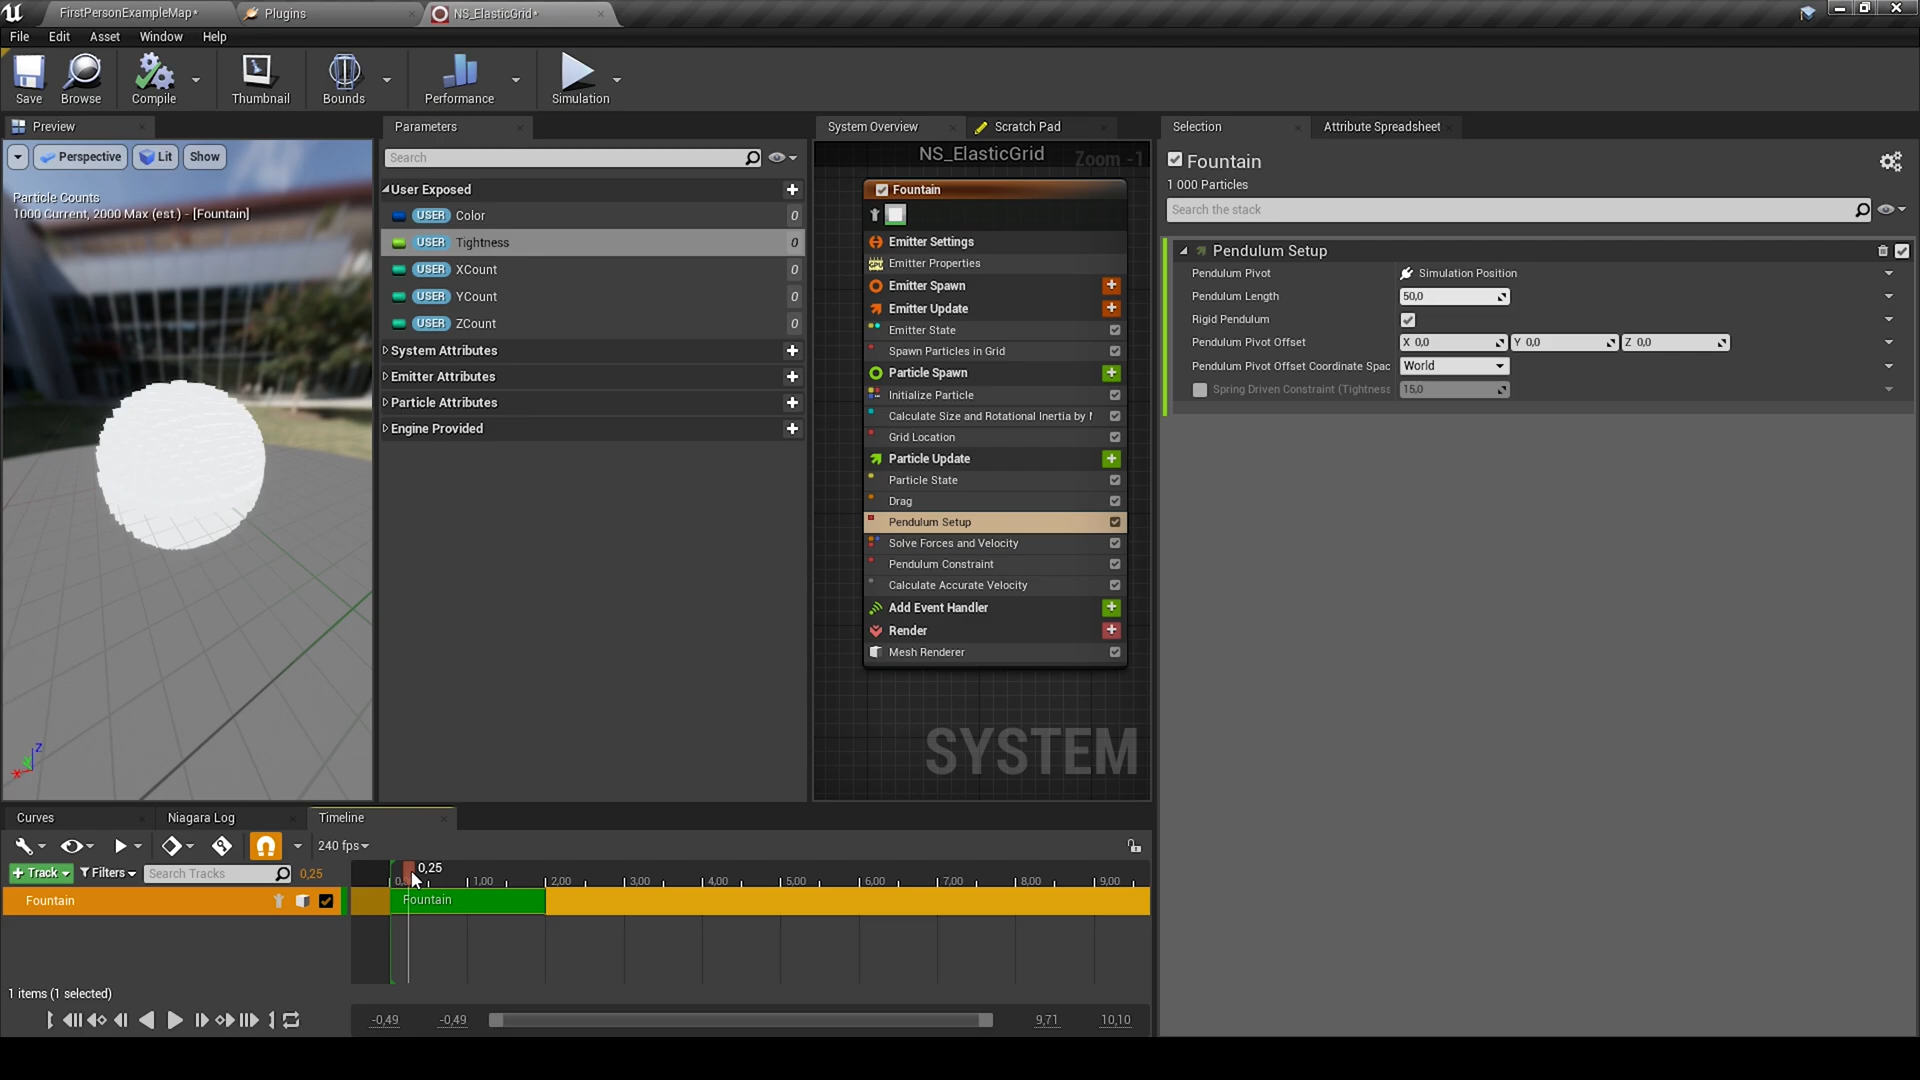 FirstPersonExampleMap*
Plugins
NS_ElasticGrid*
File Edit Asset Window Help
Save Browse Compile Thumbnail Bounds Performance Simulation
Preview
Perspective Lit Show
Particle Counts
1000 Current, 2000 Max (est.) - [Fountain]
Z
Parameters
Search
User Exposed
USER Color 0
USER Tightness 0
USER XCount 0
USER YCount 0
USER ZCount 0
System Attributes
Emitter Attributes
Particle Attributes
Engine Provided
System Overview
Scratch Pad
NS_ElasticGrid
Zoom -1
Fountain
Emitter Settings
Emitter Properties
Emitter Spawn
Emitter Update
Emitter State
Spawn Particles in Grid
Particle Spawn
Initialize Particle
Calculate Size and Rotational Inertia by
Grid Location
Particle Update
Particle State
Drag
Pendulum Setup
Solve Forces and Velocity
Pendulum Constraint
Calculate Accurate Velocity
Add Event Handler
Render
Mesh Renderer
SYSTEM
Selection
Attribute Spreadsheet
Fountain
1 000 Particles
Search the stack
Pendulum Setup
Pendulum Pivot Simulation Position
Pendulum Length 50,0
Rigid Pendulum
Pendulum Pivot Offset X 0,0 Y 0,0 Z 0,0
Pendulum Pivot Offset Coordinate Spac World
Spring Driven Constraint (Tightness 15,0
Curves
Niagara Log
Timeline
240 fps
Track Filters Search Tracks 0,25
0,25
1,00 2,00 3,00 4,00 5,00 6,00 7,00 8,00 9,00
Fountain
Fountain
1 items (1 selected)
-0,49 -0,49 9,71 10,10